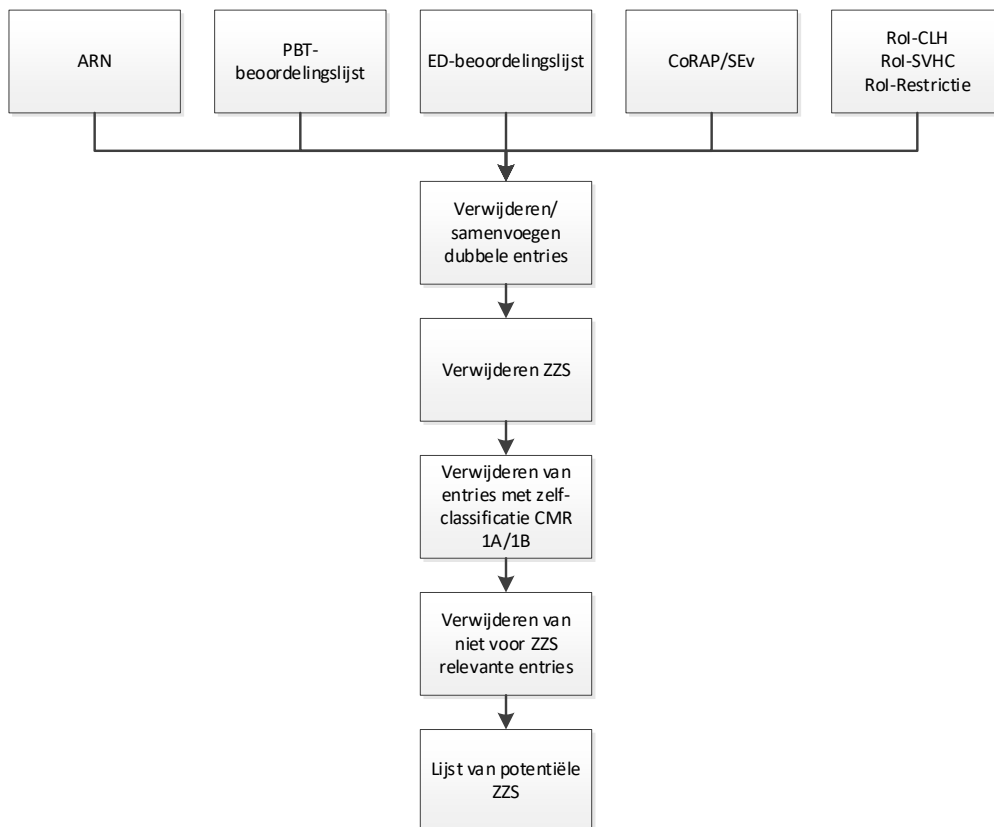 ARN
PBT-
beoordelingslijst
ED-beoordelingslijst
CoRAP/SEv
RoI-CLH
RoI-SVHC
RoI-Restrictie
Verwijderen/
samenvoegen
dubbele entries
Verwijderen ZZS
Verwijderen van
entries met zelf-
classificatie CMR
1A/1B
Verwijderen van
niet voor ZZS
relevante entries
Lijst van potentiële
ZZS